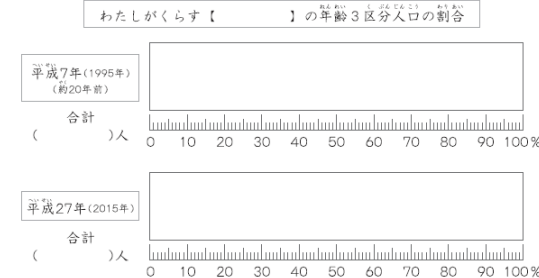 わたしがくらす【　　　　　】の年齢３区分人口の割合
平成7年(1995年)
(約20年前)
合計
(　　　　　)人
0 10 20 30 40 50 60 70 80 90 100%
平成27年(2015年)
合計
(　　　　　)人
0 10 20 30 40 50 60 70 80 90 100%